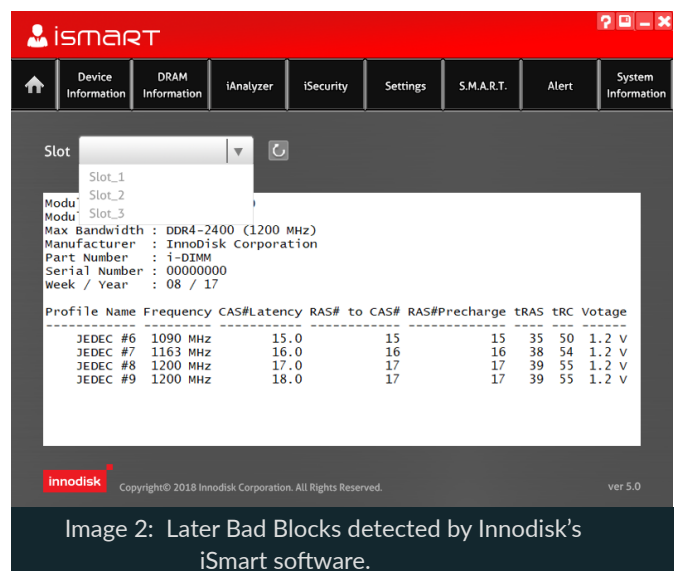 ismart
Device Information
DRAM Information
iAnalyzer
iSecurity
Settings
S.M.A.R.T.
Alert
System Information
Slot
Slot_1
Slot_2
Slot_3
Max Bandwidth : DDR4-2400 (1200 MHz)
Manufacturer : InnoDisk Corporation
Part Number : i-DIMM
Serial Number : 00000000
Week / Year : 08 / 17
Profile Name Frequency CAS#Latency RAS# to CAS# RAS#Precharge tRAS tRC Votage
JEDEC #6 1090 MHz 15.0 15 15 35 50 1.2 V
JEDEC #7 1163 MHz 16.0 16 16 38 54 1.2 V
JEDEC #8 1200 MHz 17.0 17 17 39 55 1.2 V
JEDEC #9 1200 MHz 18.0 17 17 39 55 1.2 V
innodisk
Copyright© 2018 Innodisk Corporation. All Rights Reserved.
ver 5.0
Image 2: Later Bad Blocks detected by Innodisk’s
iSmart software.